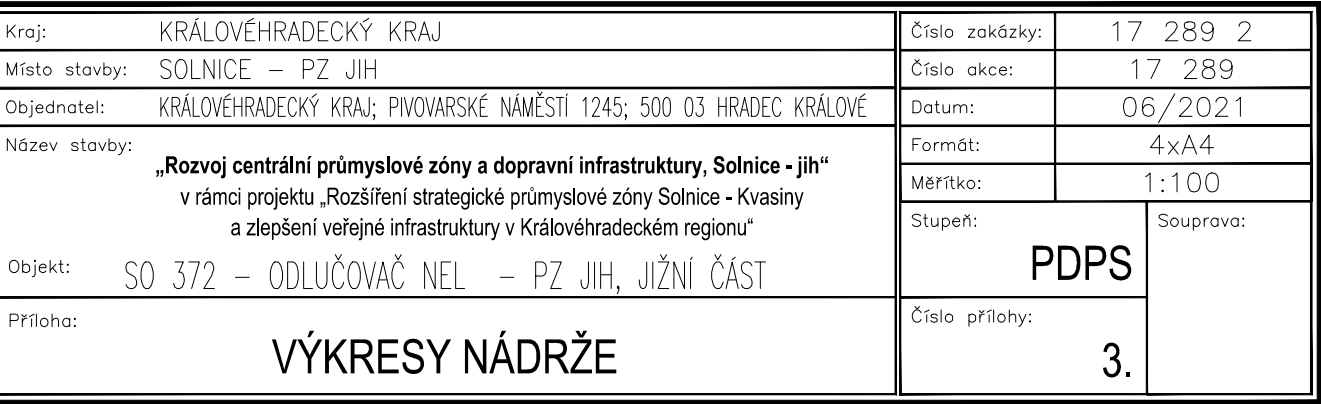 Kraj: KRÁLOVÉHRADECKÝ KRAJ
Místo stavby: SOLNICE – PZ JIH
Objednatel: KRÁLOVÉHRADECKÝ KRAJ; PIVOVARSKÉ NÁMĚSTÍ 1245; 500 03 HRADEC KRÁLOVÉ
Název stavby:
„Rozvoj centrální průmyslové zóny a dopravní infrastruktury, Solnice - jih“
v rámci projektu „Rozšíření strategické průmyslové zóny Solnice - Kvasiny
a zlepšení veřejné infrastruktury v Královéhradeckém regionu“
Objekt: SO 372 – ODLUČOVAČ NEL – PZ JIH, JIŽNÍ ČÁST
Příloha:
VÝKRESY NÁDRŽE
Číslo zakázky: 17 289 2
Číslo akce: 17 289
Datum: 06/2021
Formát: 4xA4
Měřítko: 1:100
Stupeň:
PDPS
Souprava:
Číslo přílohy:
3.